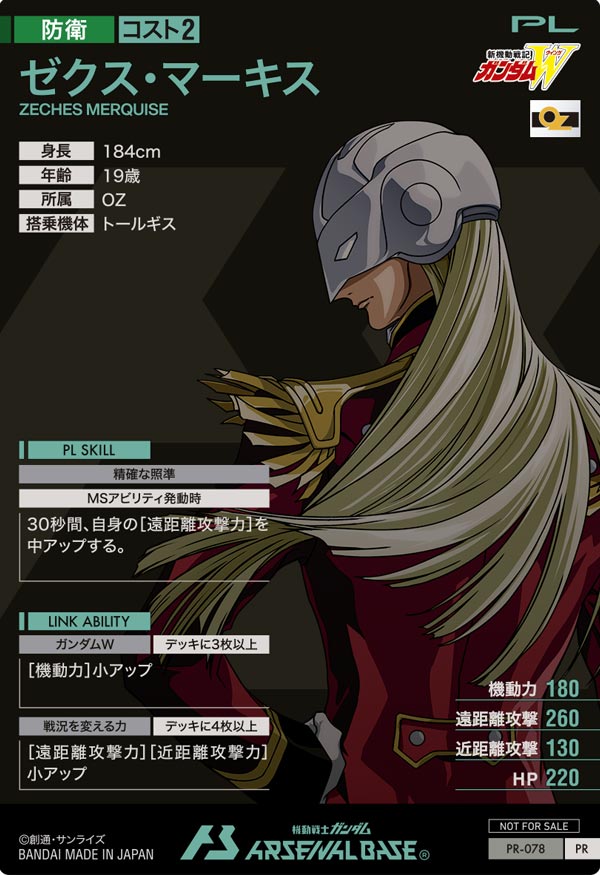 防衛 コスト2
PL
ゼクス・マーキス
ZECHES MERQUISE
新機動戦記
ガンダムW
ウイング
OZ
身長 184cm
年齢 19歳
所属 OZ
搭乗機体 トールギス
PL SKILL
精確な照準
MSアビリティ発動時
30秒間、自身の[遠距離攻撃力]を
中アップする。
LINK ABILITY
ガンダムW デッキに3枚以上
[機動力]小アップ
戦況を変える力 デッキに4枚以上
[遠距離攻撃力][近距離攻撃力]
小アップ
機動力 180
遠距離攻撃 260
近距離攻撃 130
HP 220
©創通・サンライズ
BANDAI MADE IN JAPAN
機動戦士ガンダム
ARSENAL BASE®
NOT FOR SALE
PR-078 PR